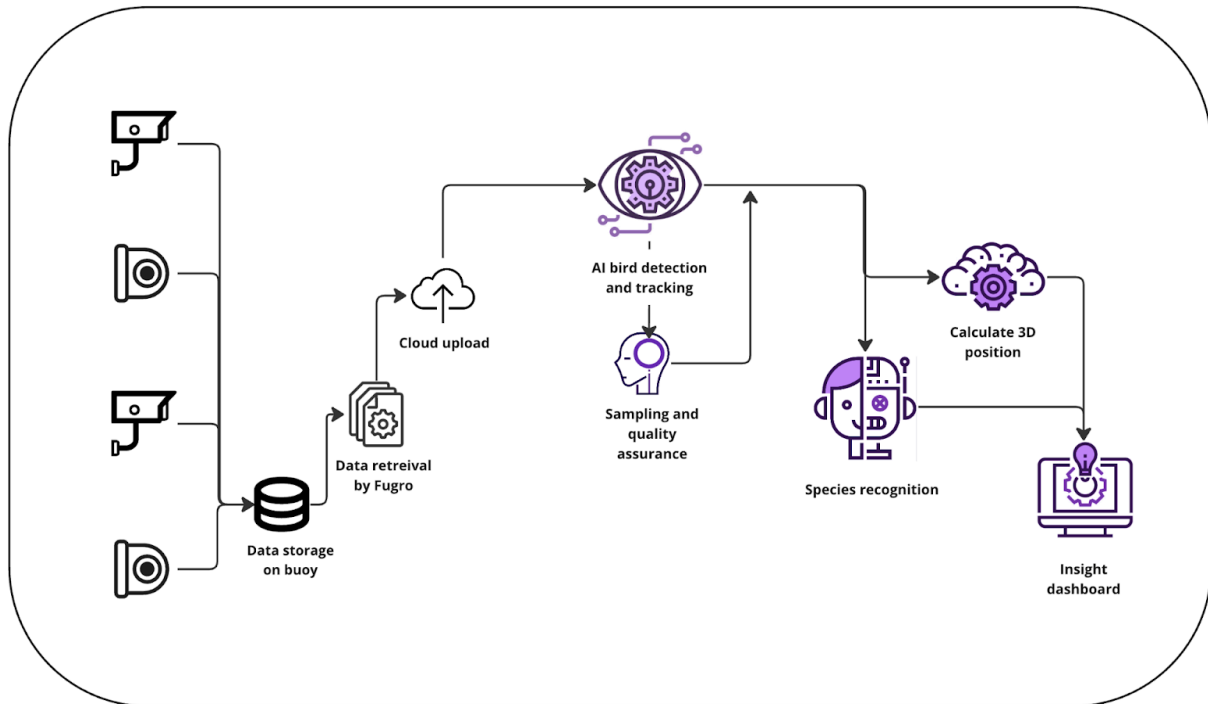 Cloud upload
Data retreival
by Fugro
Data storage
on buoy
AI bird detection
and tracking
Sampling and
quality
assurance
Calculate 3D
position
Species recognition
Insight
dashboard